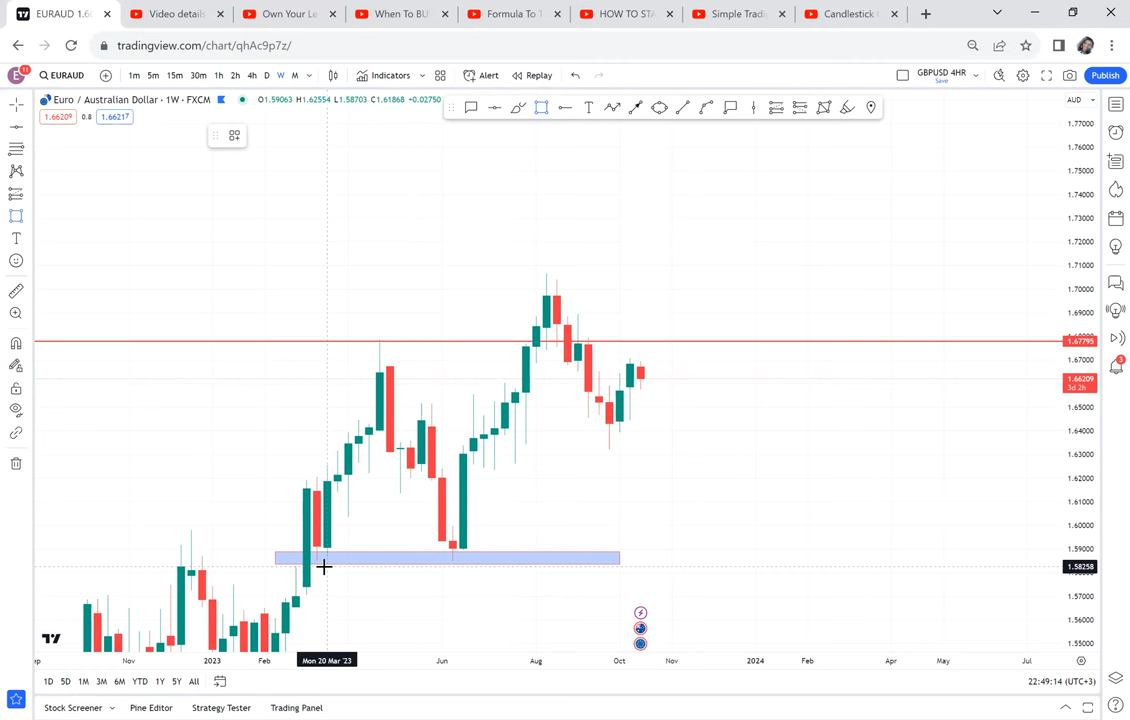 EURAUD 1.6
Video details
Own Your Le
When To BU
Formula To T
HOW TO STA
Simple Tradi
Candlestick
tradingview.com/chart/qhAc9p7z/
E
11
EURAUD
1m 5m 15m 30m 1h 2h 4h D W M
Indicators
Alert
Replay
GBPUSD 4HR
Save
Publish
Euro / Australian Dollar · 1W · FXCM
O1.59063 H1.62554 L1.58703 C1.61868 +0.02750
1.66209 0.8 1.66217
AUD
1.77000
1.76000
1.75000
1.74000
1.73000
1.72000
1.71000
1.70000
1.69000
1.67795
1.67000
1.66209
3d 2h
1.65000
1.64000
1.63000
1.62000
1.61000
1.60000
1.59000
1.58258
1.57000
1.56000
1.55000
3
Nov 2023 Feb Mon 20 Mar '23 Jun Aug Oct Nov 2024 Feb Apr May Jul
1D 5D 1M 3M 6M YTD 1Y 5Y All
22:49:14 (UTC+3)
Stock Screener Pine Editor Strategy Tester Trading Panel